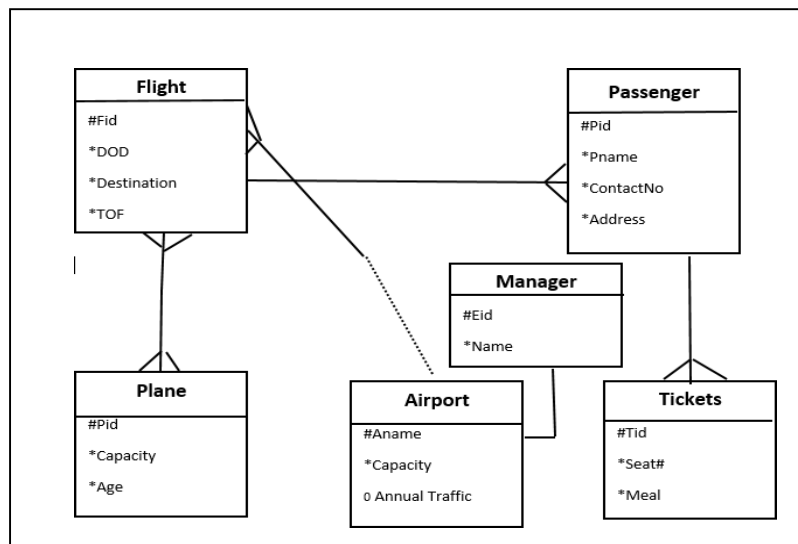 Flight
#Fid
*DOD
*Destination
*TOF
Passenger
#Pid
*Pname
*ContactNo
*Address
Manager
#Eid
*Name
Plane
#Pid
*Capacity
*Age
Airport
#Aname
*Capacity
0 Annual Traffic
Tickets
#Tid
*Seat#
*Meal